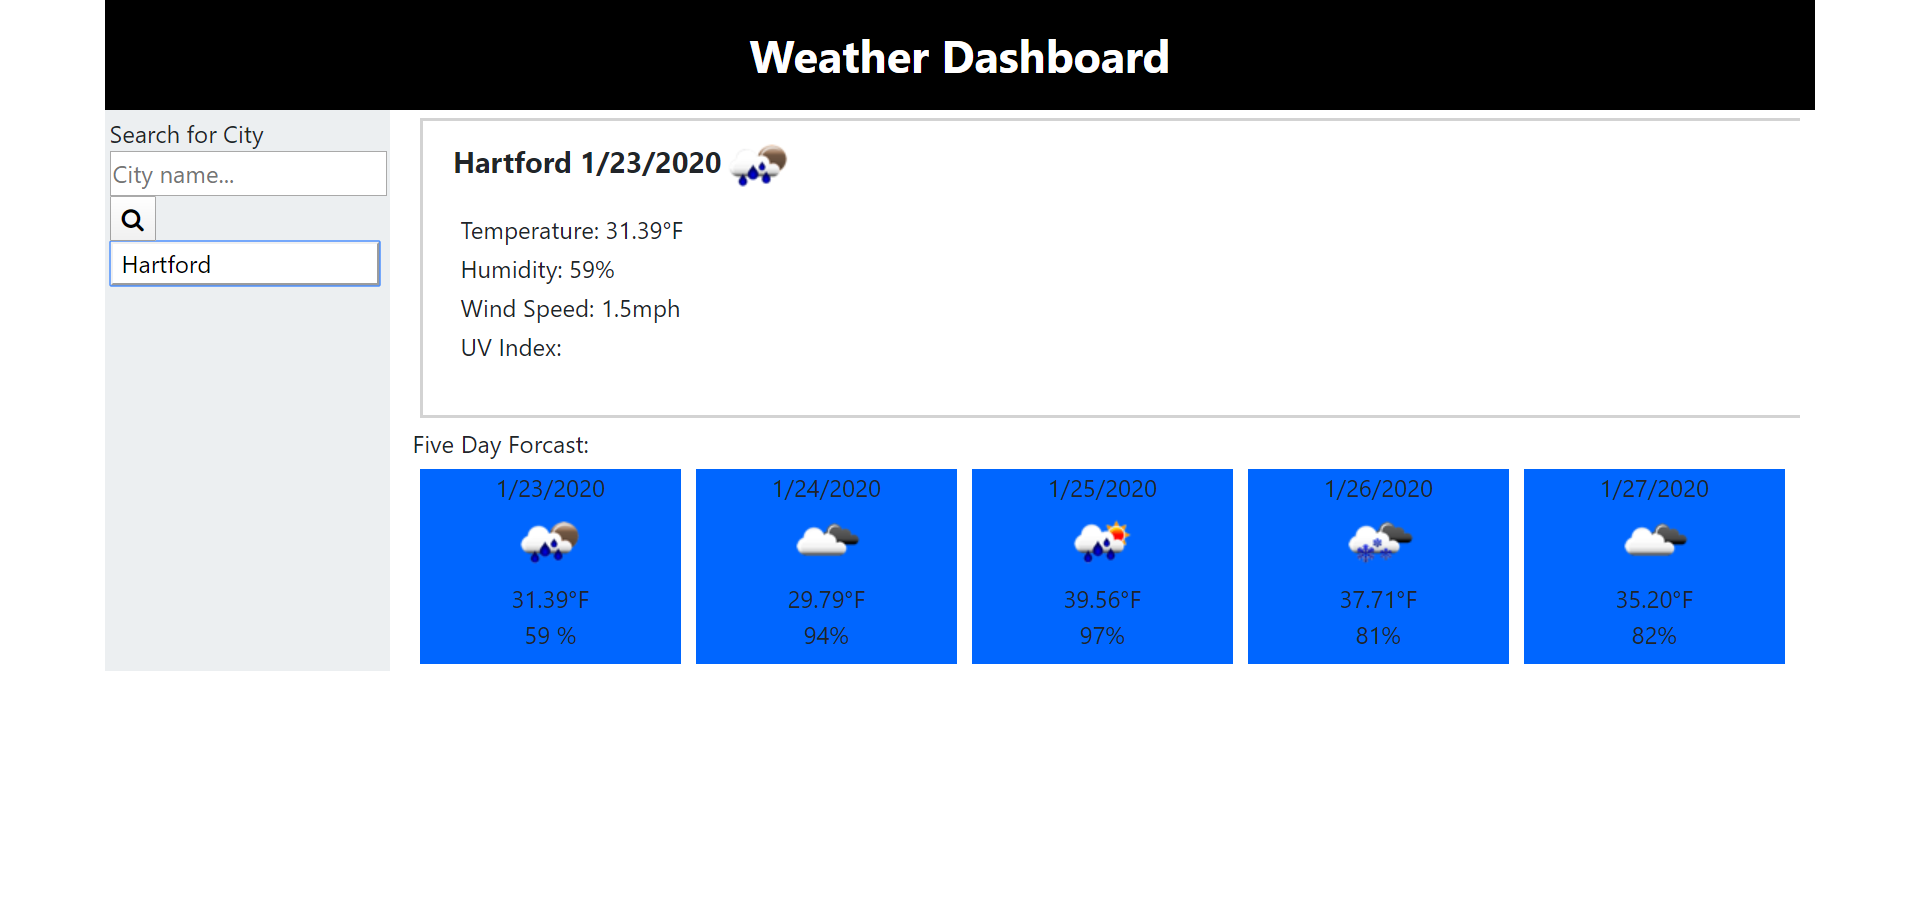 Weather Dashboard
Search for City
City name...
Hartford
Hartford 1/23/2020
Temperature: 31.39°F
Humidity: 59%
Wind Speed: 1.5mph
UV Index:
Five Day Forcast:
1/23/2020
31.39°F
59 %
1/24/2020
29.79°F
94%
1/25/2020
39.56°F
97%
1/26/2020
37.71°F
81%
1/27/2020
35.20°F
82%